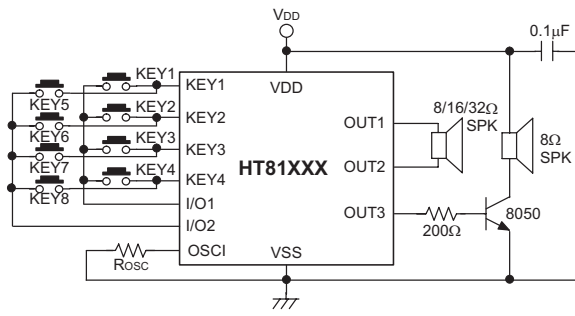 VDD
0.1μF
KEY1
KEY5
KEY2
KEY6
KEY3
KEY7
KEY4
KEY8
KEY1
KEY2
KEY3
KEY4
I/O1
I/O2
OSCI
ROSC
VDD
HT81XXX
VSS
OUT1
OUT2
OUT3
8/16/32Ω
SPK
8Ω
SPK
200Ω
8050